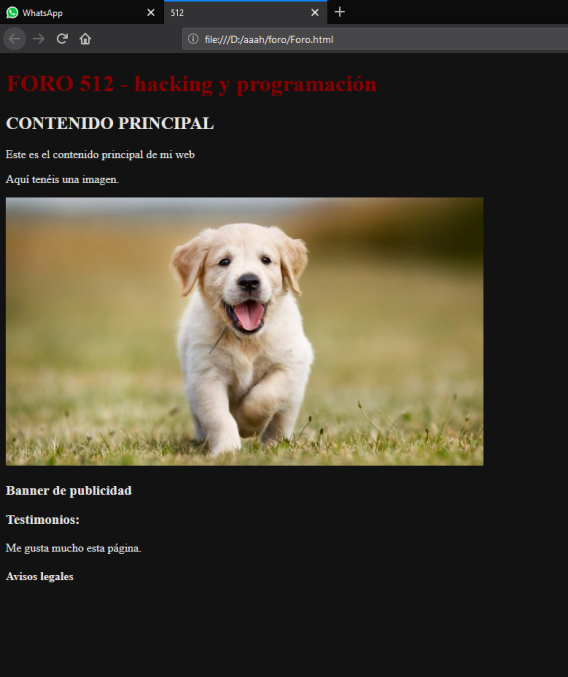 WhatsApp
512
file:///D:/aaah/foro/Foro.html
FORO 512 - hacking y programación
CONTENIDO PRINCIPAL
Este es el contenido principal de mi web
Aquí tenéis una imagen.
Banner de publicidad
Testimonios:
Me gusta mucho esta página.
Avisos legales